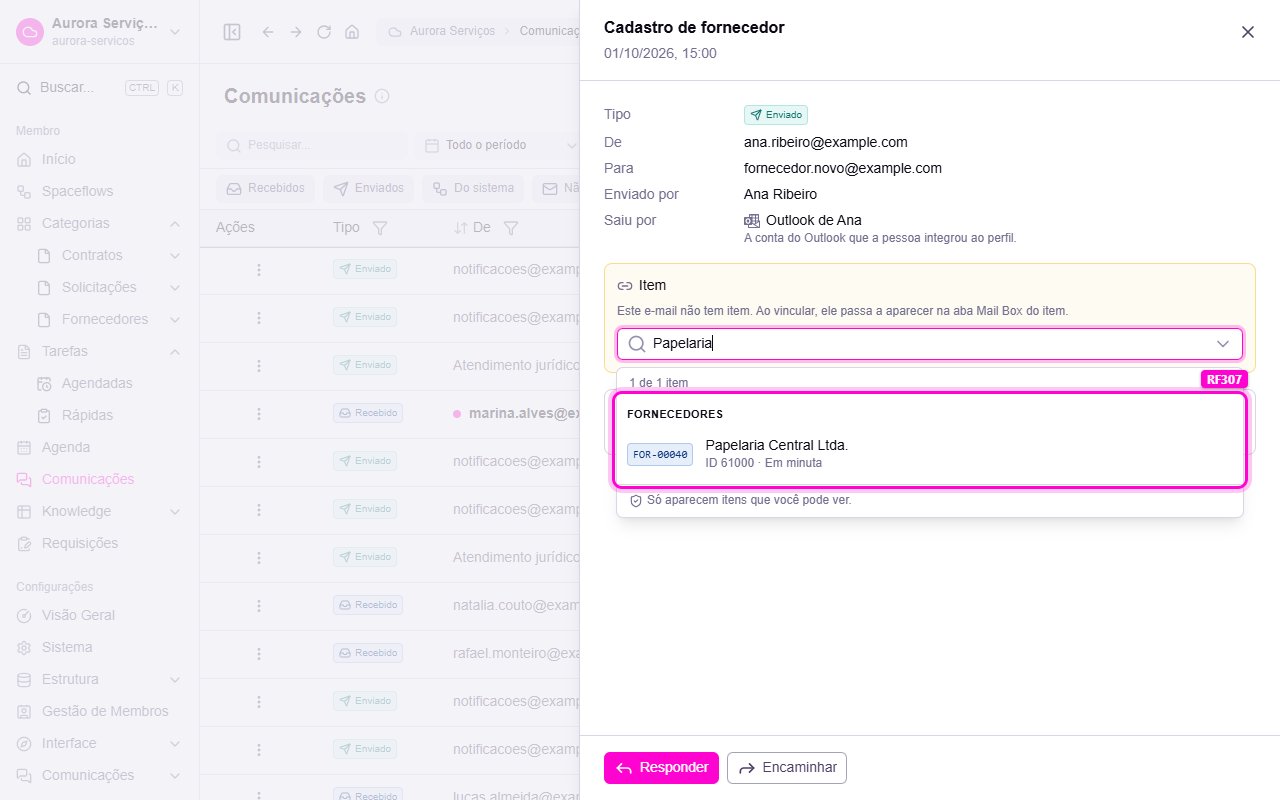 Aurora Serviç...
aurora-servicos
Buscar...
CTRL K
Membro
Início
Spaceflows
Categorias
Contratos
Solicitações
Fornecedores
Tarefas
Agendadas
Rápidas
Agenda
Comunicações
Knowledge
Requisições
Configurações
Visão Geral
Sistema
Estrutura
Gestão de Membros
Interface
Comunicações
Aurora Serviços
Comunicaç
Comunicações
Pesquisar...
Todo o período
Recebidos
Enviados
Do sistema
Nã
Ações Tipo De
Enviado notificacoes@examp
Enviado notificacoes@examp
Enviado Atendimento jurídico
Recebido marina.alves@e
Enviado notificacoes@examp
Enviado notificacoes@examp
Enviado Atendimento jurídico
Recebido natalia.couto@exam
Recebido rafael.monteiro@ex
Enviado notificacoes@examp
Enviado notificacoes@examp
Enviado lucas.almeida@exam
Cadastro de fornecedor
01/10/2026, 15:00
Tipo Enviado
De ana.ribeiro@example.com
Para fornecedor.novo@example.com
Enviado por Ana Ribeiro
Saiu por Outlook de Ana
A conta do Outlook que a pessoa integrou ao perfil.
Item
Este e-mail não tem item. Ao vincular, ele passa a aparecer na aba Mail Box do item.
Papelaria
1 de 1 item
RF307
FORNECEDORES
FOR-00040
Papelaria Central Ltda.
ID 61000 · Em minuta
Só aparecem itens que você pode ver.
Responder
Encaminhar